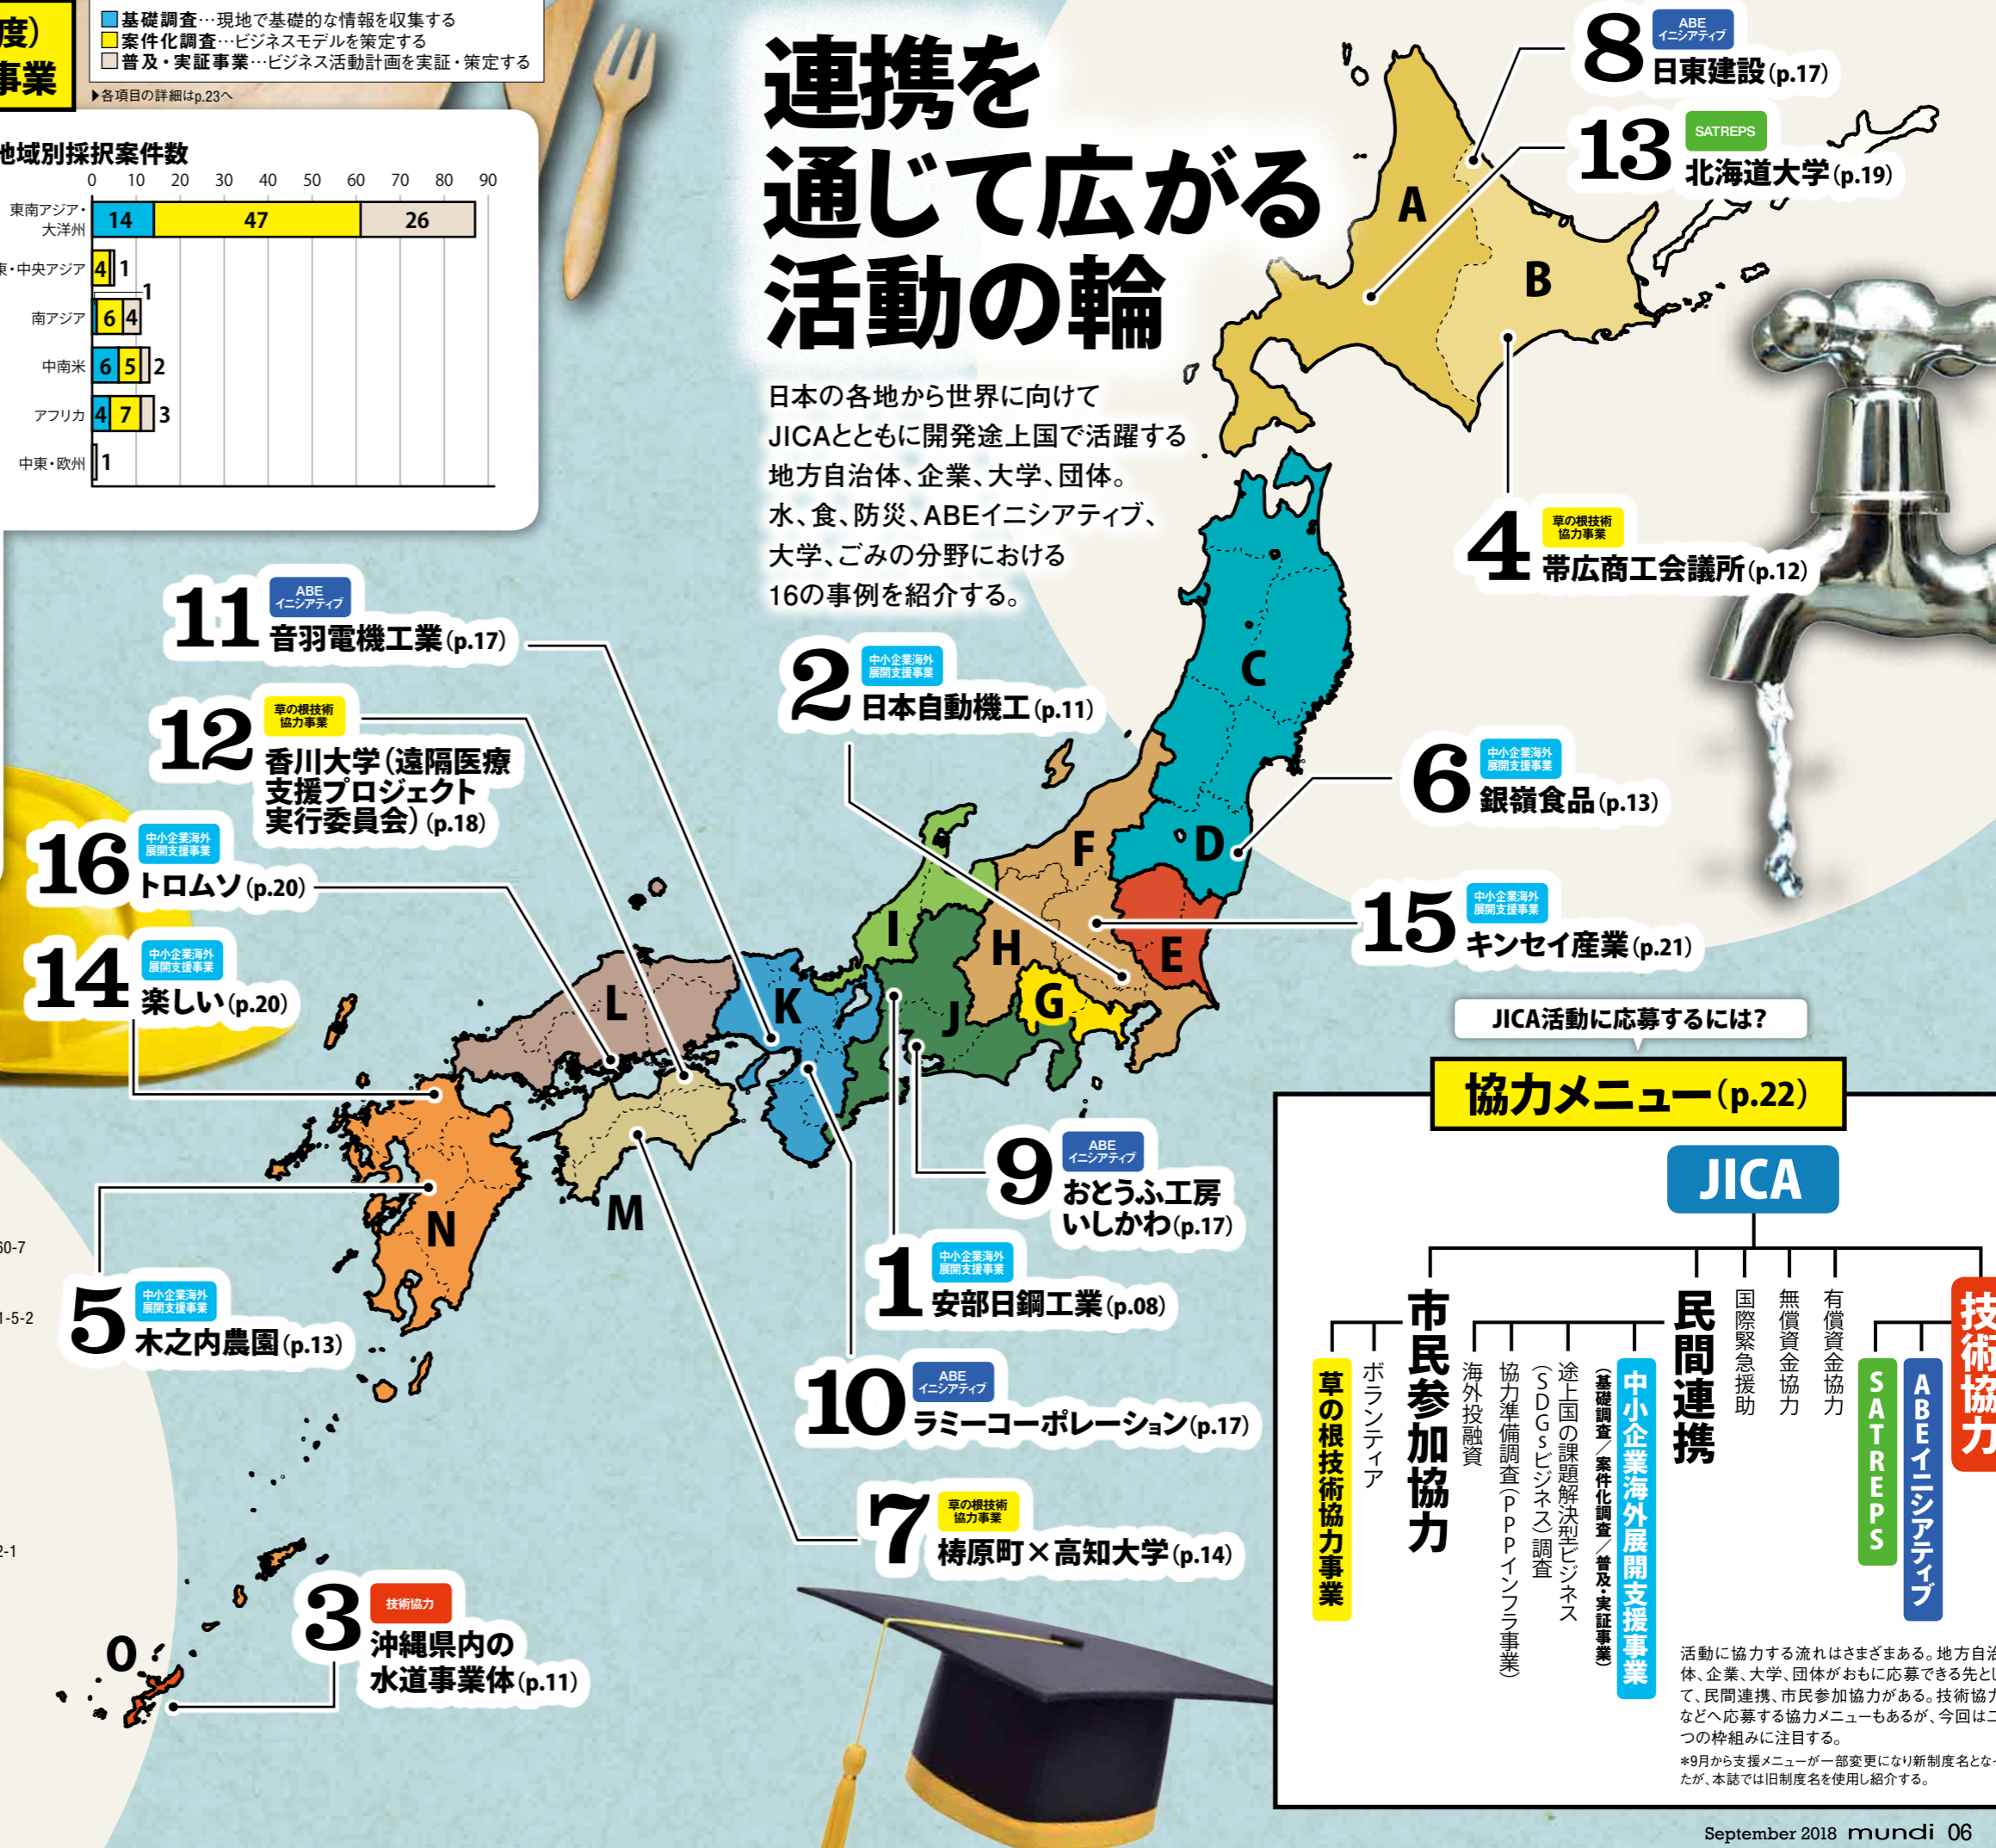 度)
事業
基礎調査…現地で基礎的な情報を収集する
案件化調査…ビジネスモデルを策定する
普及・実証事業…ビジネス活動計画を実証・策定する
▶各項目の詳細はp.23へ
地域別採択案件数
0 10 20 30 40 50 60 70 80 90
東南アジア・
大洋州
14 47 26
東・中央アジア 4 1
南アジア 1 6 4
中南米 6 5 2
アフリカ 4 7 3
中東・欧州 1
連携を
通じて広がる
活動の輪
日本の各地から世界に向けて
JICAとともに開発途上国で活躍する
地方自治体、企業、大学、団体。
水、食、防災、ABEイニシアティブ、
大学、ごみの分野における
16の事例を紹介する。
8 ABE
イニシアティブ
日東建設(p.17)
13 SATREPS
北海道大学(p.19)
A
B
4 草の根技術
協力事業
帯広商工会議所(p.12)
11 ABE
イニシアティブ
音羽電機工業(p.17)
2 中小企業海外
展開支援事業
日本自動機工(p.11)
12 草の根技術
協力事業
香川大学(遠隔医療
支援プロジェクト
実行委員会)(p.18)
C
6 中小企業海外
展開支援事業
銀嶺食品(p.13)
16 中小企業海外
展開支援事業
トロムソ(p.20)
F
D
15 中小企業海外
展開支援事業
キンセイ産業(p.21)
14 中小企業海外
展開支援事業
楽しい(p.20)
I
H
E
L
K
J
G
M
N
O
9 ABE
イニシアティブ
おとうふ工房
いしかわ(p.17)
1 中小企業海外
展開支援事業
安部日鋼工業(p.08)
5 中小企業海外
展開支援事業
木之内農園(p.13)
10 ABE
イニシアティブ
ラミーコーポレーション(p.17)
7 草の根技術
協力事業
梼原町×高知大学(p.14)
3 技術協力
沖縄県内の
水道事業体(p.11)
60-7
1-5-2
2-1
JICA活動に応募するには?
協力メニュー(p.22)
JICA
技術協力
ABEイニシアティブ
SATREPS
有償資金協力
無償資金協力
国際緊急援助
民間連携
中小企業海外展開支援事業
(基礎調査/案件化調査/普及・実証事業)
途上国の課題解決型ビジネス
(SDGsビジネス)調査
協力準備調査(PPPインフラ事業)
海外投融資
市民参加協力
ボランティア
草の根技術協力事業
活動に協力する流れはさまざまある。地方自治
体、企業、大学、団体がおもに応募できる先とし
て、民間連携、市民参加協力がある。技術協力
などへ応募する協力メニューもあるが、今回は二
つの枠組みに注目する。
*9月から支援メニューが一部変更になり新制度名となっ
たが、本誌では旧制度名を使用し紹介する。
September 2018 mundi 06